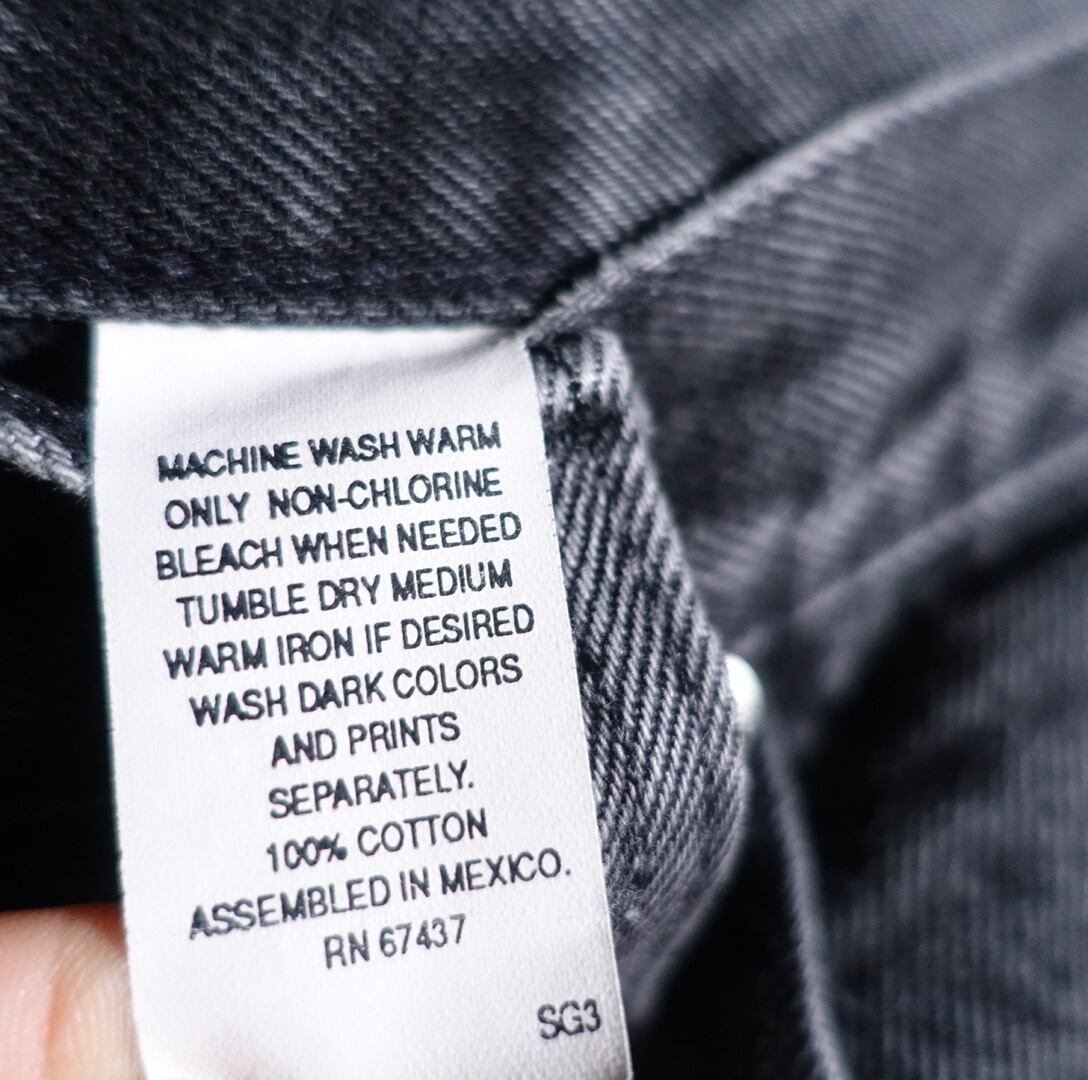 MACHINE WASH WARM
ONLY NON-CHLORINE
BLEACH WHEN NEEDED
TUMBLE DRY MEDIUM
WARM IRON IF DESIRED
WASH DARK COLORS
AND PRINTS
SEPARATELY.
100% COTTON
ASSEMBLED IN MEXICO.
RN 67437
SG3